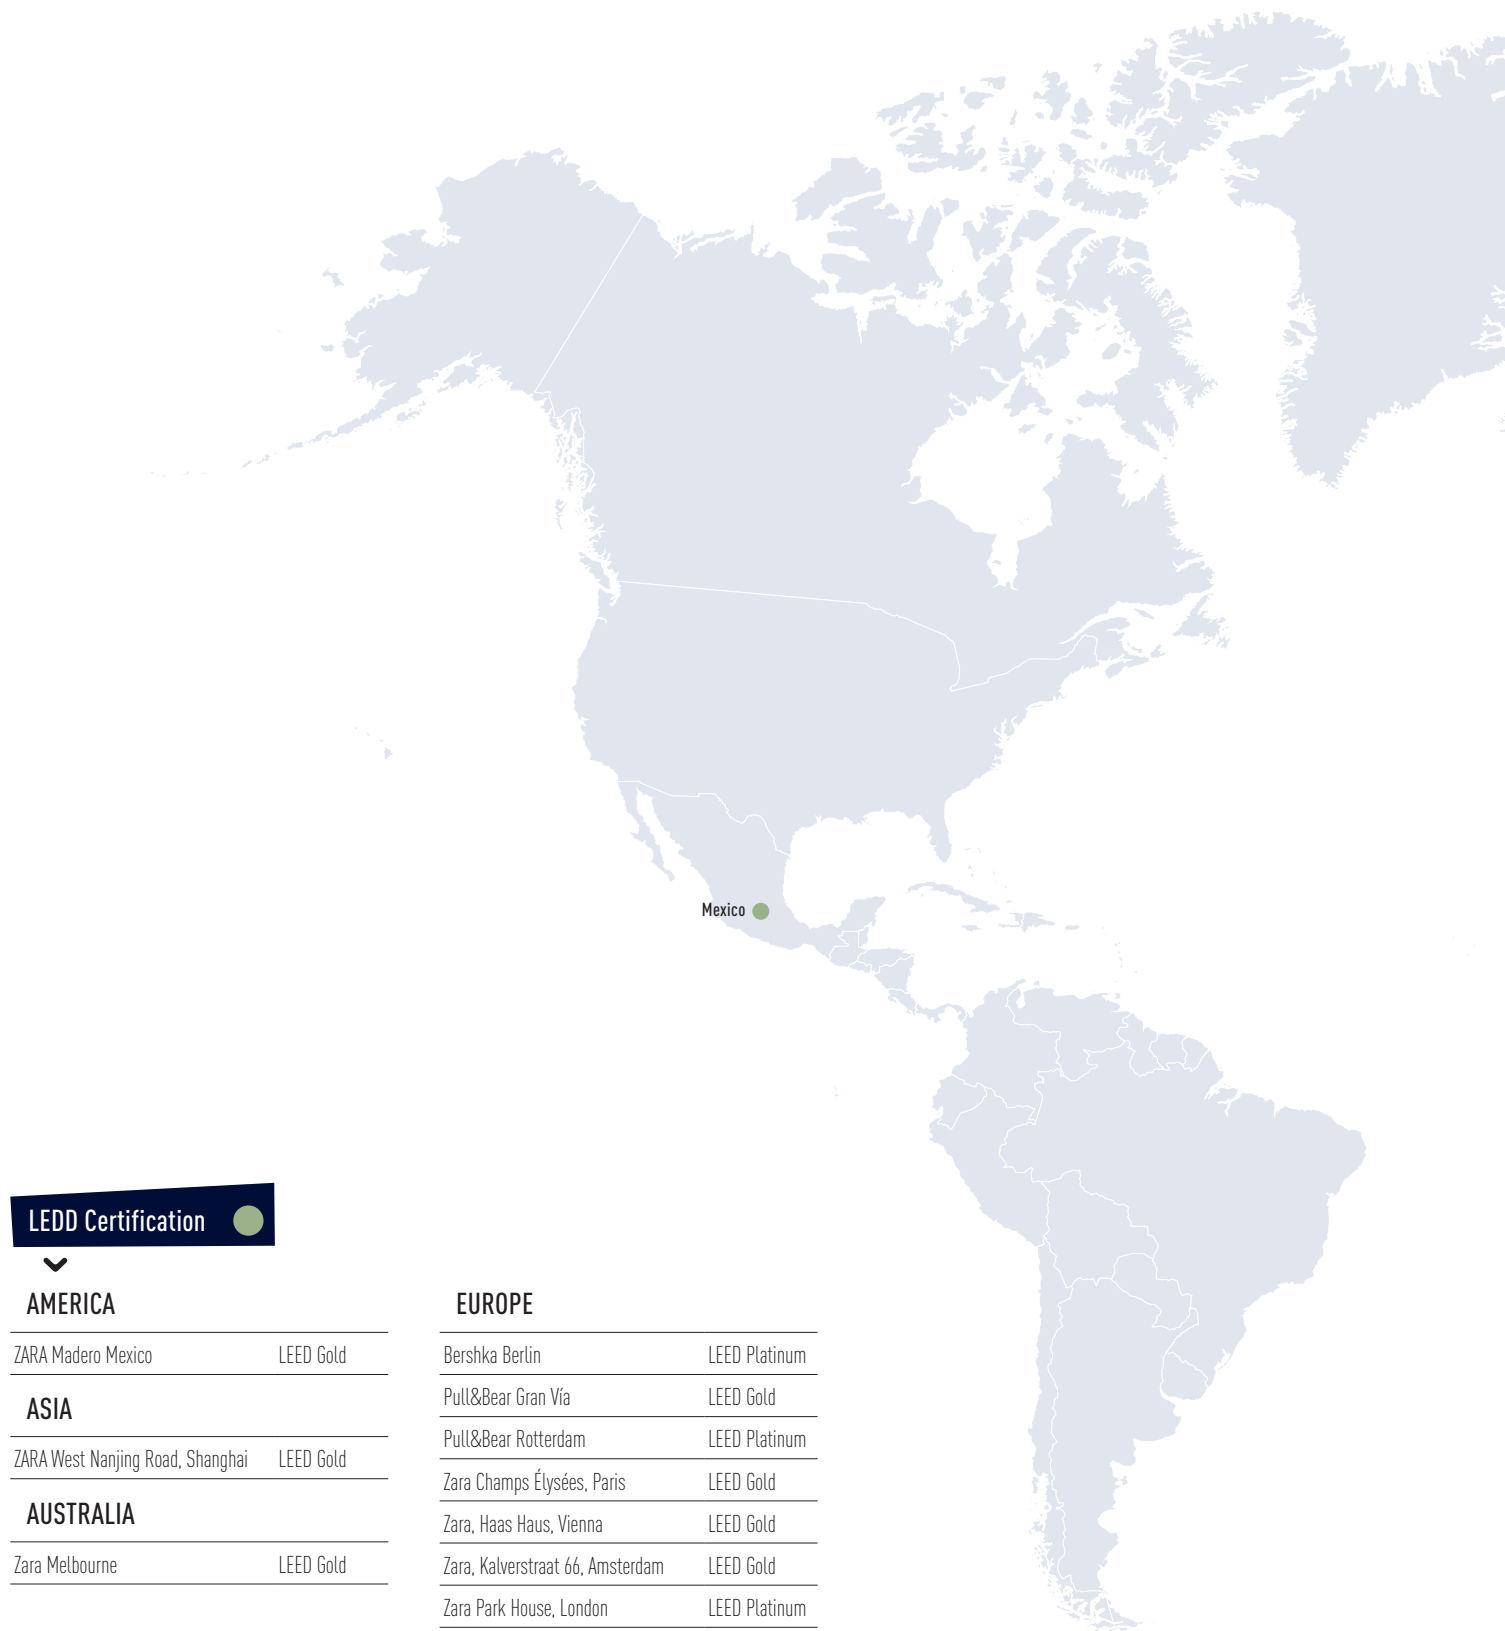 Mexico
LEDD Certification
AMERICA
ZARA Madero Mexico LEED Gold
ASIA
ZARA West Nanjing Road, Shanghai LEED Gold
AUSTRALIA
Zara Melbourne LEED Gold
EUROPE
Bershka Berlin LEED Platinum
Pull&Bear Gran Vía LEED Gold
Pull&Bear Rotterdam LEED Platinum
Zara Champs Élysées, Paris LEED Gold
Zara, Haas Haus, Vienna LEED Gold
Zara, Kalverstraat 66, Amsterdam LEED Gold
Zara Park House, London LEED Platinum